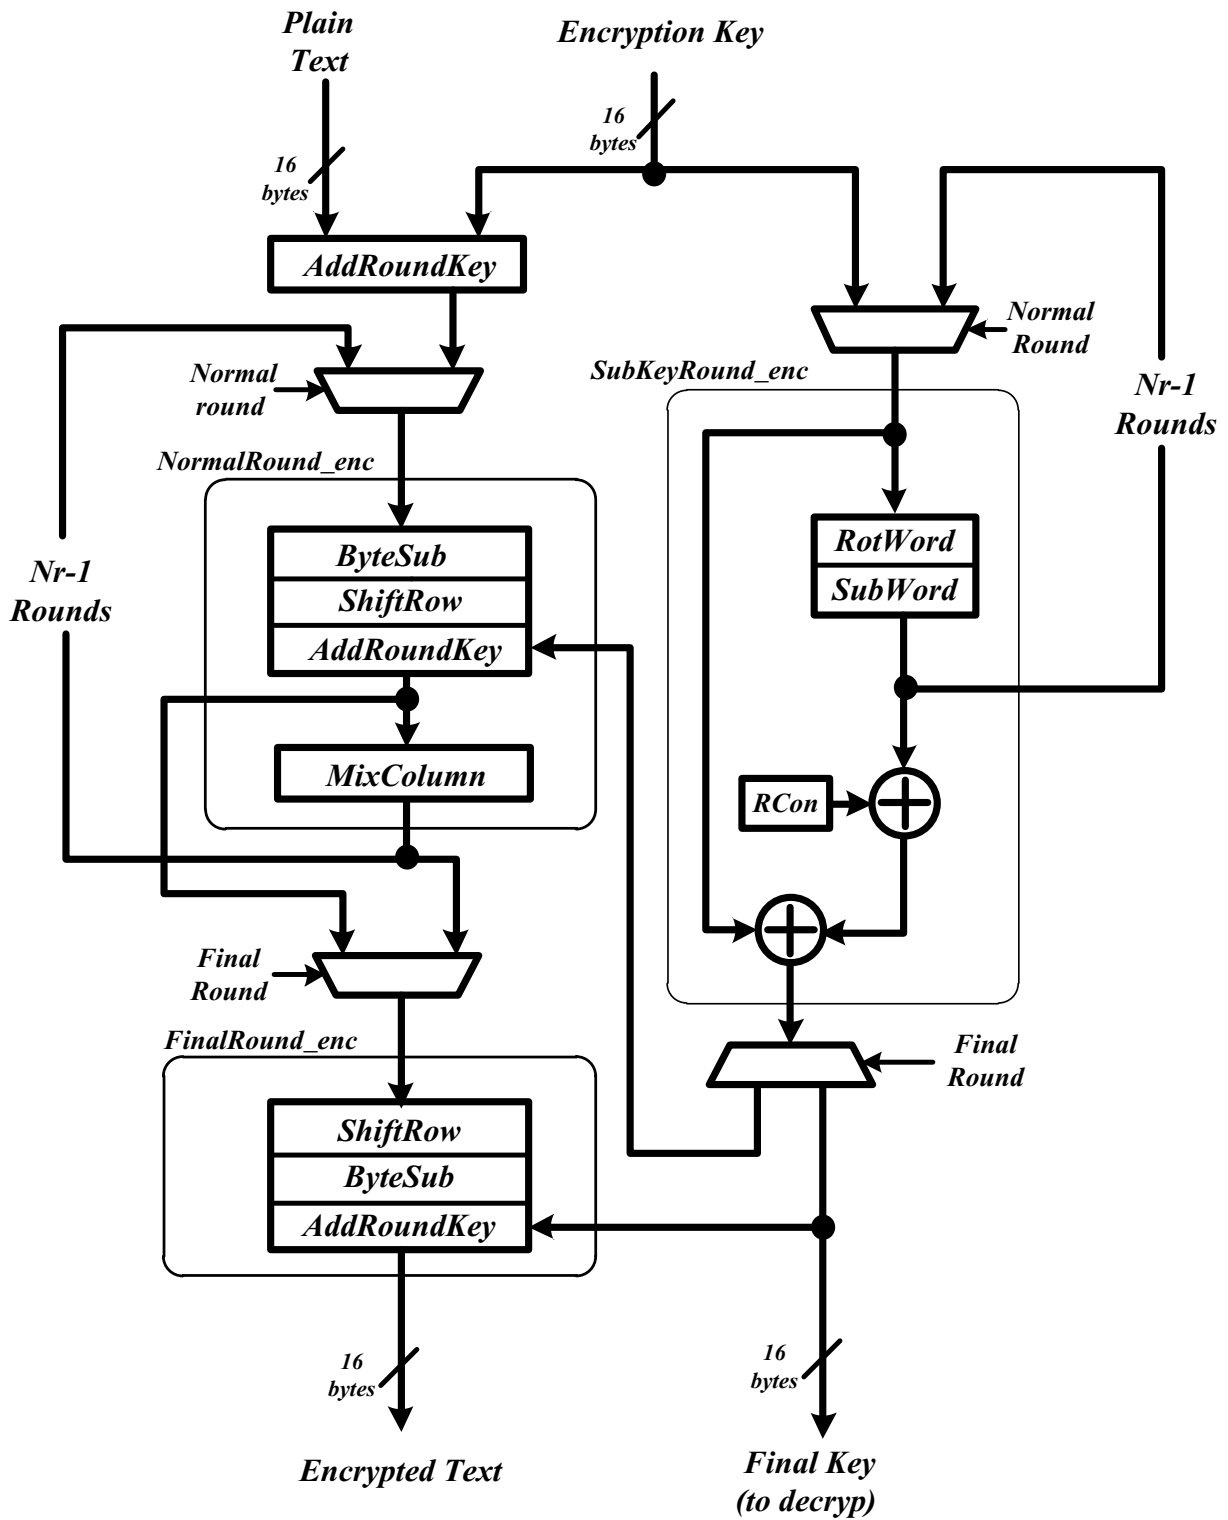 Plain
Text
Encryption Key
16
bytes
16
bytes
AddRoundKey
Normal
Round
Normal
round
SubKeyRound_enc
Nr-1
Rounds
NormalRound_enc
ByteSub
ShiftRow
AddRoundKey
RotWord
SubWord
Nr-1
Rounds
MixColumn
RCon
Final
Round
FinalRound_enc
Final
Round
ShiftRow
ByteSub
AddRoundKey
16
bytes
16
bytes
Encrypted Text
Final Key
(to decryp)